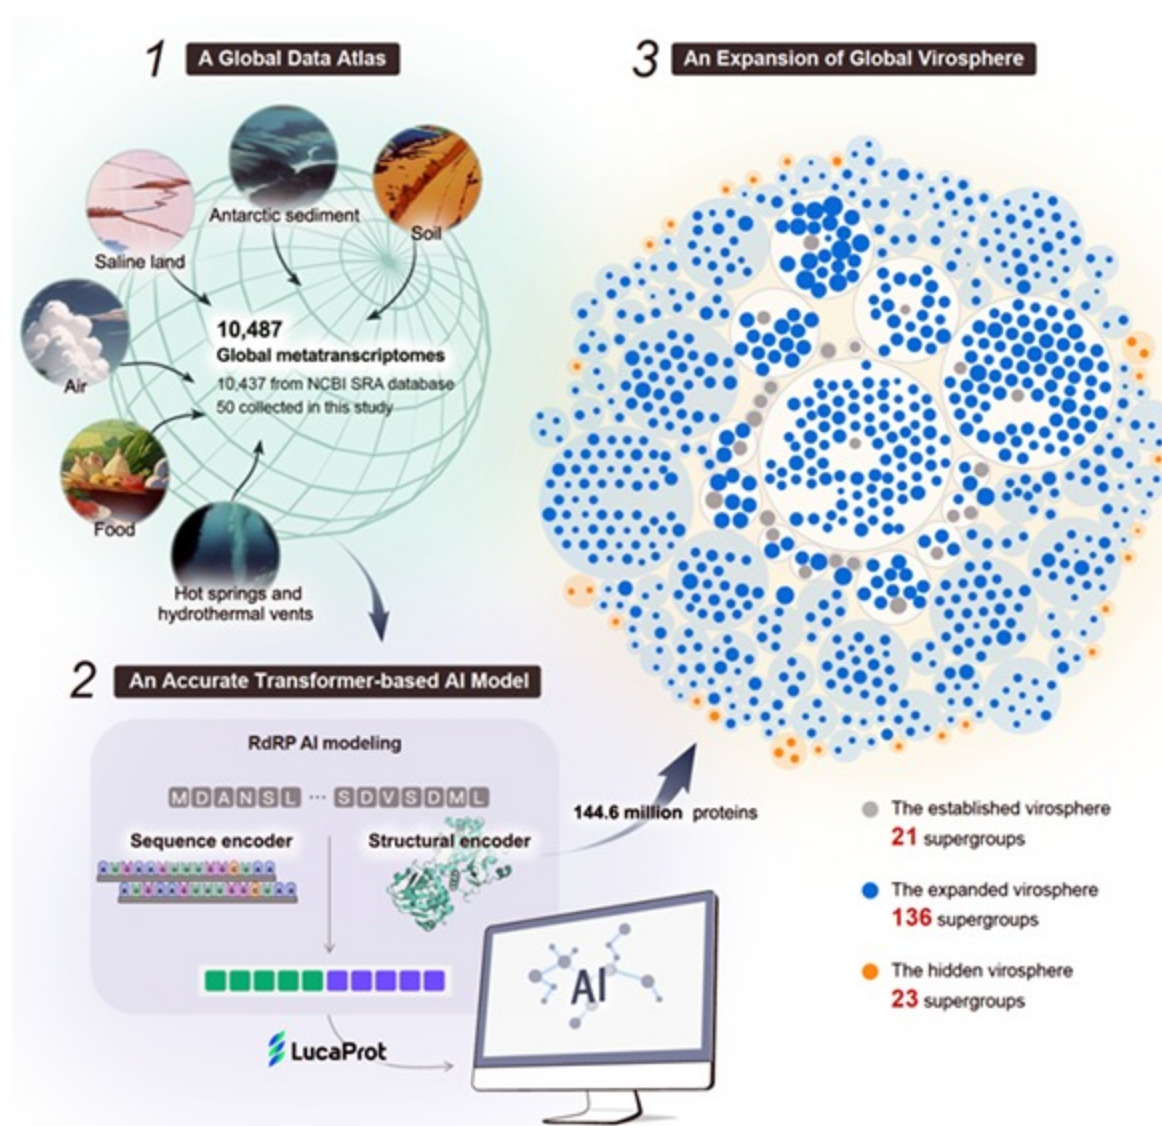 1 A Global Data Atlas
Antarctic sediment
Soil
Saline land
Air
Food
Hot springs and
hydrothermal vents
10,487
Global metatranscriptomes
10,437 from NCBI SRA database
50 collected in this study
2 An Accurate Transformer-based AI Model
RdRP AI modeling
MDANSL ... SDVSDML
Sequence encoder
Structural encoder
LucaProt
AI
144.6 million proteins
3 An Expansion of Global Virosphere
The established virosphere
21 supergroups
The expanded virosphere
136 supergroups
The hidden virosphere
23 supergroups